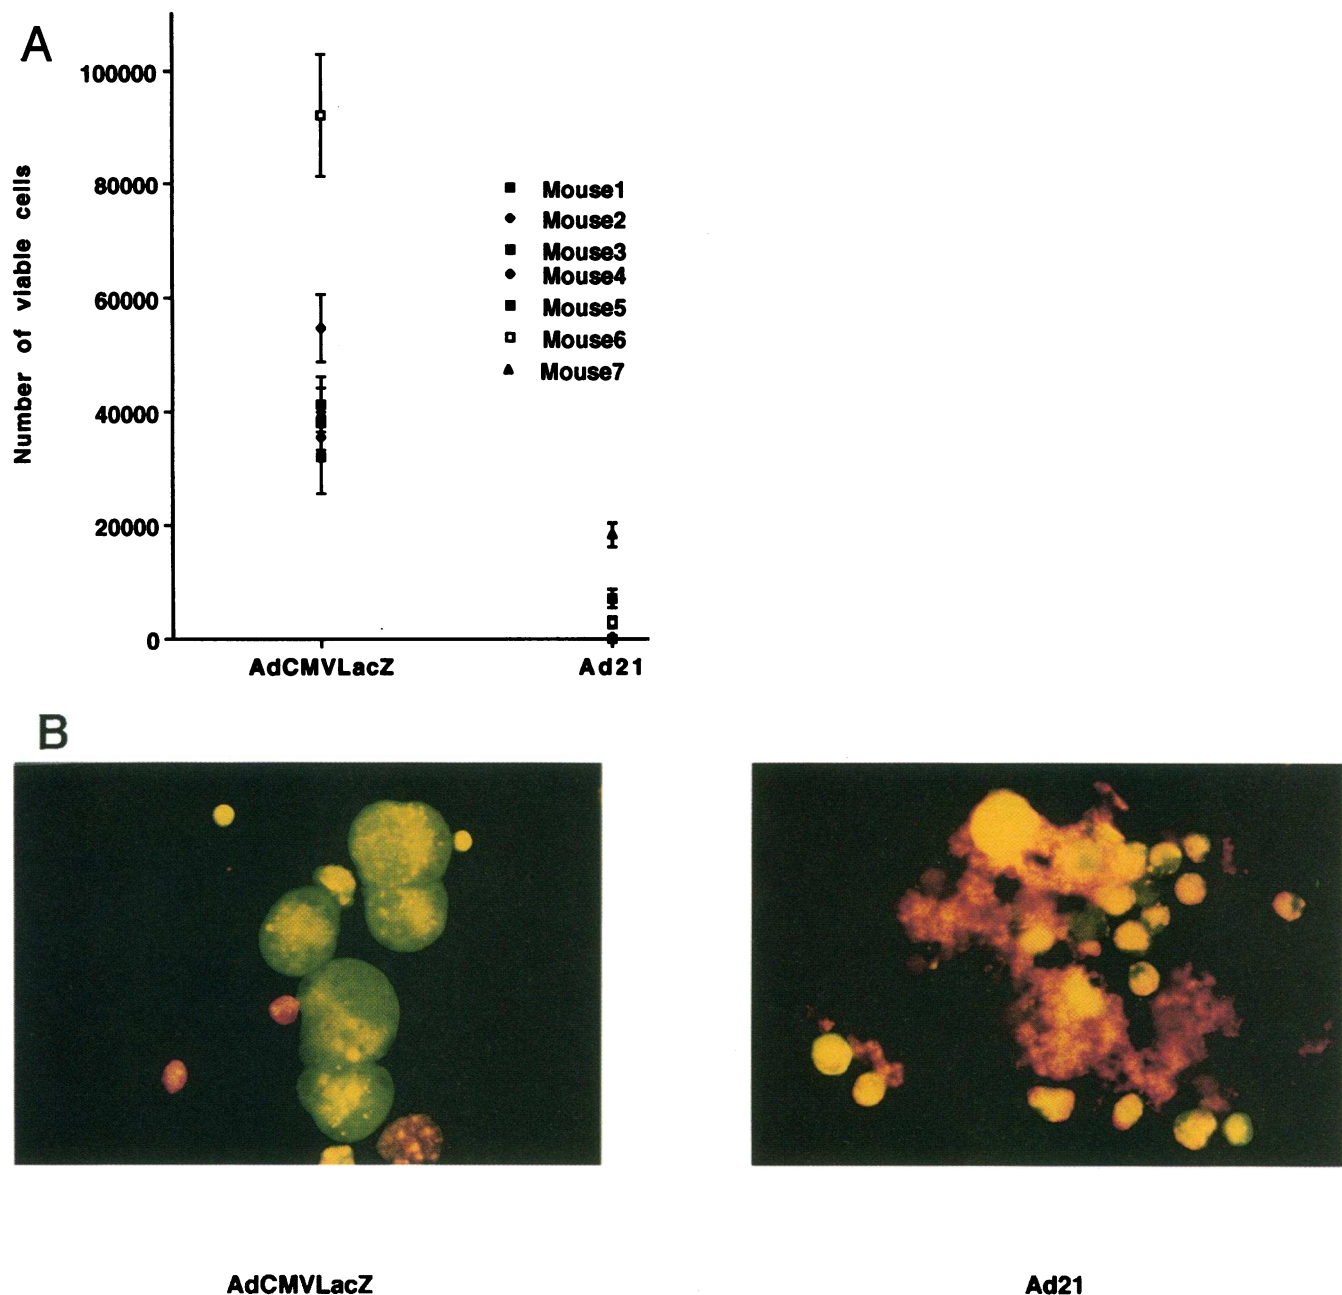 A
100000
80000
60000
40000
20000
0
Number of viable cells
Mouse1
Mouse2
Mouse3
Mouse4
Mouse5
Mouse6
Mouse7
AdCMVLacZ
Ad21
B
AdCMVLacZ
Ad21